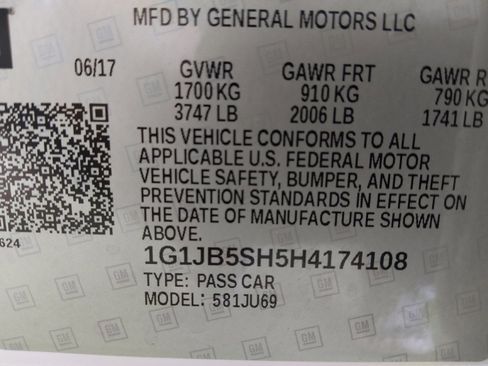 MFD BY GENERAL MOTORS LLC
06/17 GVWR GAWR FRT GAWR R
1700 KG 910 KG 790 KG
3747 LB 2006 LB 1741 LB
THIS VEHICLE CONFORMS TO ALL
APPLICABLE U.S. FEDERAL MOTOR
VEHICLE SAFETY, BUMPER, AND THEFT
PREVENTION STANDARDS IN EFFECT ON
THE DATE OF MANUFACTURE SHOWN
ABOVE.
624
1G1JB5SH5H4174108
TYPE: PASS CAR
MODEL: 581JU69
GM